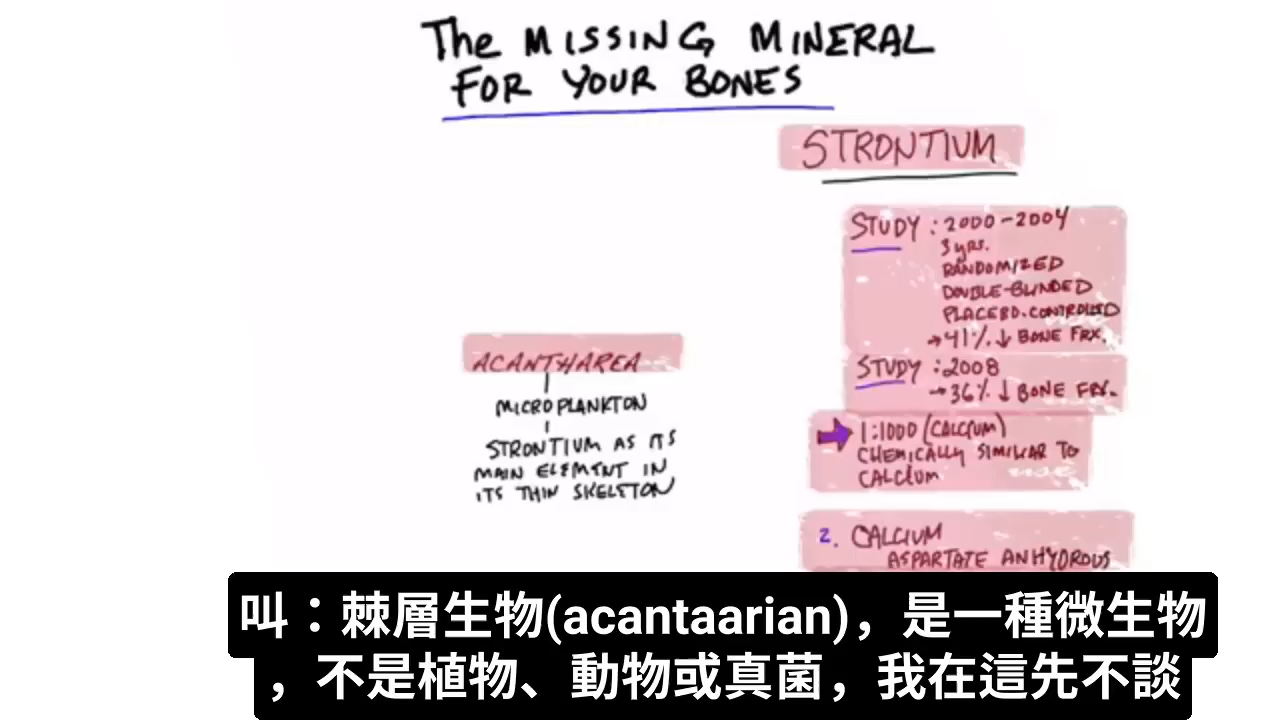 The MISSING MINERAL
FOR YOUR BONES
STRONTIUM
STUDY : 2000-2004
3 yrs.
RANDOMIZED
DOUBLE-BLINDED
PLACEBO-CONTROLLED
→ 41% ↓ BONE FRX.
STUDY : 2008
→ 36% ↓ BONE FRX.
1:1000 (CALCIUM)
CHEMICALLY SIMILAR TO
CALCIUM
2. CALCIUM
ASPARTATE ANHYDROUS
ACANTHAREA
MICROPLANKTON
STRONTIUM AS ITS
MAIN ELEMENT IN
ITS THIN SKELETON
叫：棘層生物(acantaarian)，是一種微生物
，不是植物、動物或真菌，我在這先不談